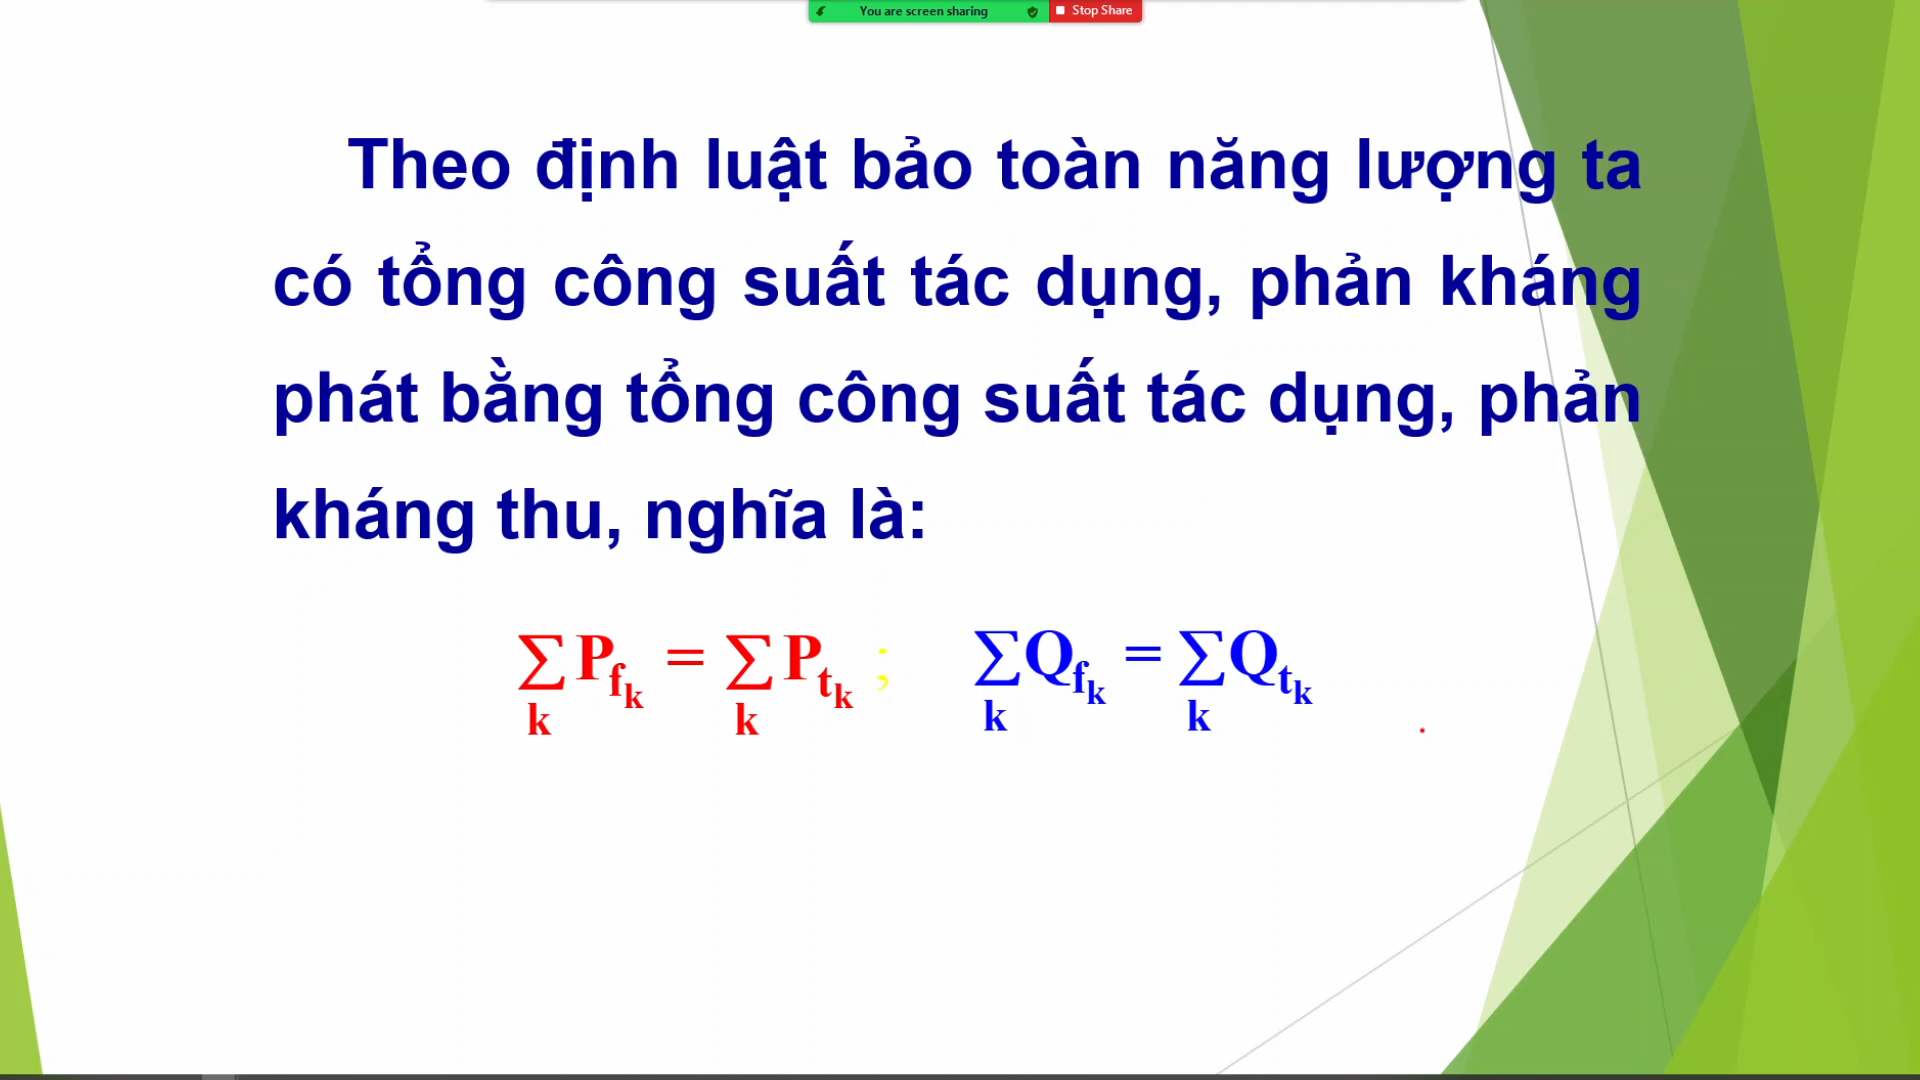 You are screen sharing Stop Share
Theo định luật bảo toàn năng lượng ta
có tổng công suất tác dụng, phản kháng
phát bằng tổng công suất tác dụng, phản
kháng thu, nghĩa là:
∑P_{f_k} = ∑P_{t_k} ; ∑Q_{f_k} = ∑Q_{t_k}
k k k k